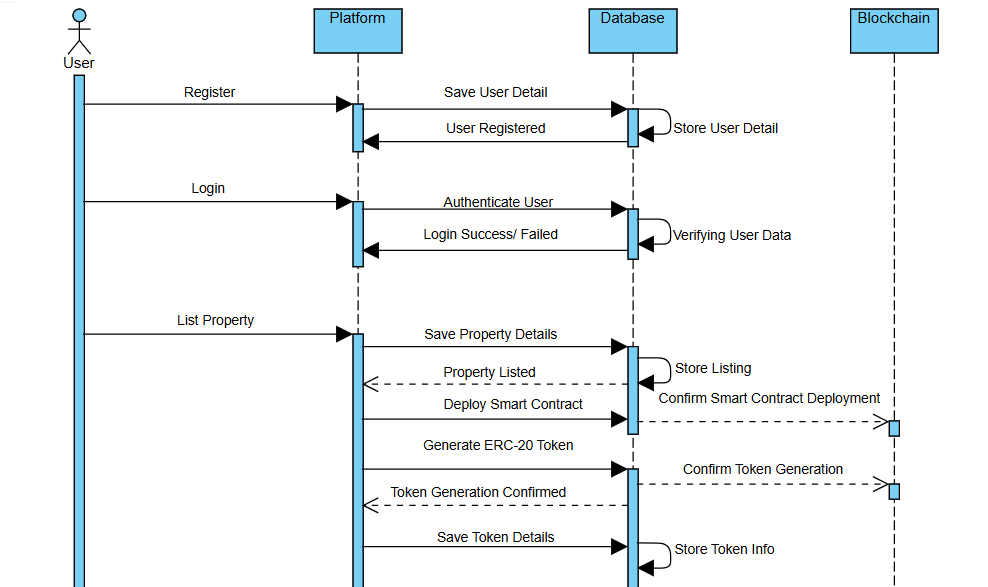 Platform
Database
Blockchain
User
Register
Save User Detail
User Registered
Store User Detail
Login
Authenticate User
Login Success/ Failed
Verifying User Data
List Property
Save Property Details
Property Listed
Store Listing
Deploy Smart Contract
Confirm Smart Contract Deployment
Generate ERC-20 Token
Confirm Token Generation
Token Generation Confirmed
Save Token Details
Store Token Info